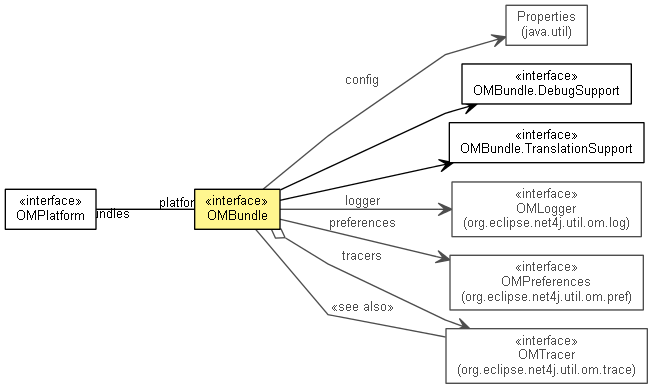 Properties
(java.util)
config
«interface»
OMBundle.DebugSupport
«interface»
OMBundle.TranslationSupport
«interface»
OMPlatform
indles
platfor
«interface»
OMBundle
logger
«interface»
OMLogger
(org.eclipse.net4j.util.om.log)
preferences
«interface»
OMPreferences
(org.eclipse.net4j.util.om.pref)
tracers
«see also»
«interface»
OMTracer
(org.eclipse.net4j.util.om.trace)